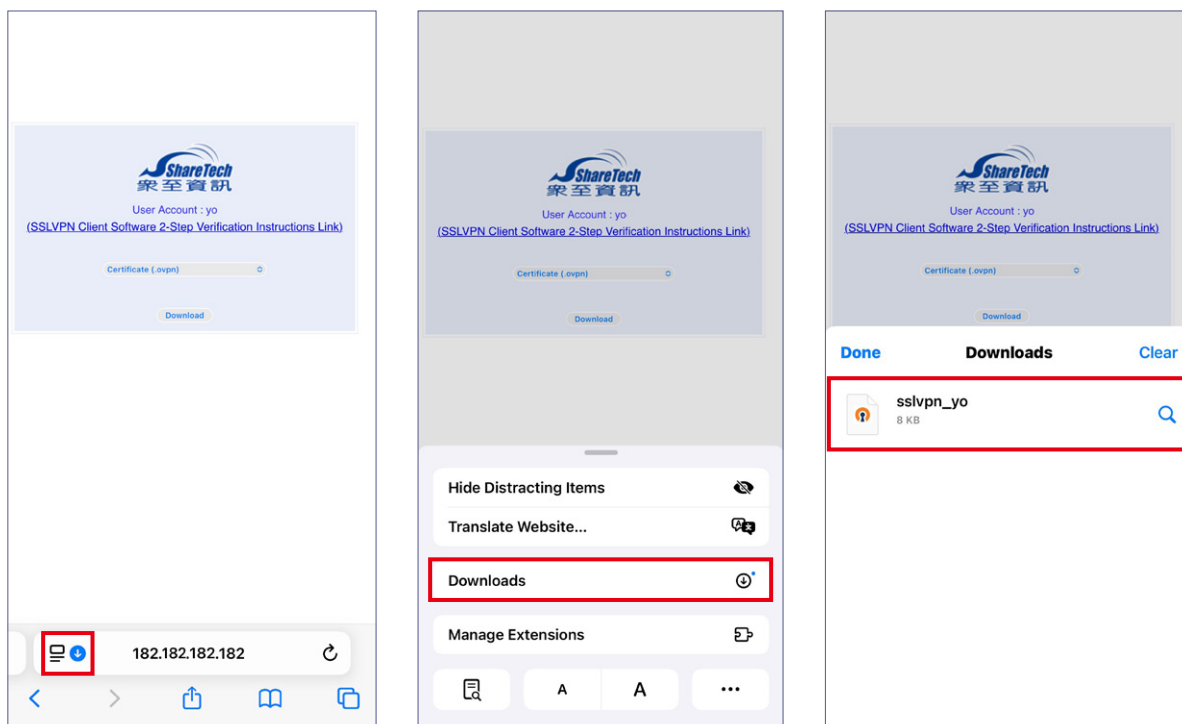 ShareTech
眾至資訊
User Account : yo
(SSLVPN Client Software 2-Step Verification Instructions Link)
Certificate (.ovpn)
Download
182.182.182.182
ShareTech
眾至資訊
User Account : yo
(SSLVPN Client Software 2-Step Verification Instructions Link)
Certificate (.ovpn)
Download
Hide Distracting Items
Translate Website...
Downloads
Manage Extensions
A A
ShareTech
眾至資訊
User Account : yo
(SSLVPN Client Software 2-Step Verification Instructions Link)
Certificate (.ovpn)
Download
Done Downloads Clear
sslvpn_yo
8 KB